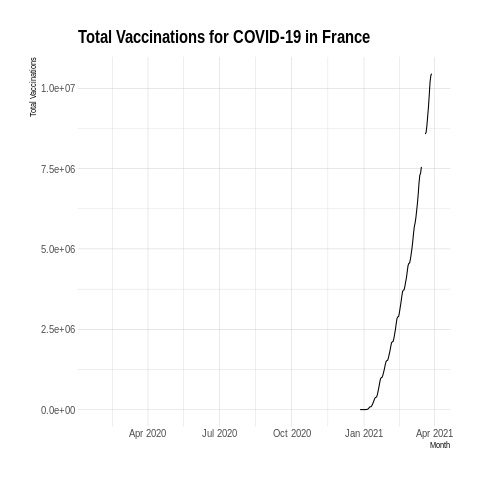 Total Vaccinations for COVID-19 in France
Total Vaccinations
1.0e+07
7.5e+06
5.0e+06
2.5e+06
0.0e+00
Apr 2020 Jul 2020 Oct 2020 Jan 2021 Apr 2021
Month